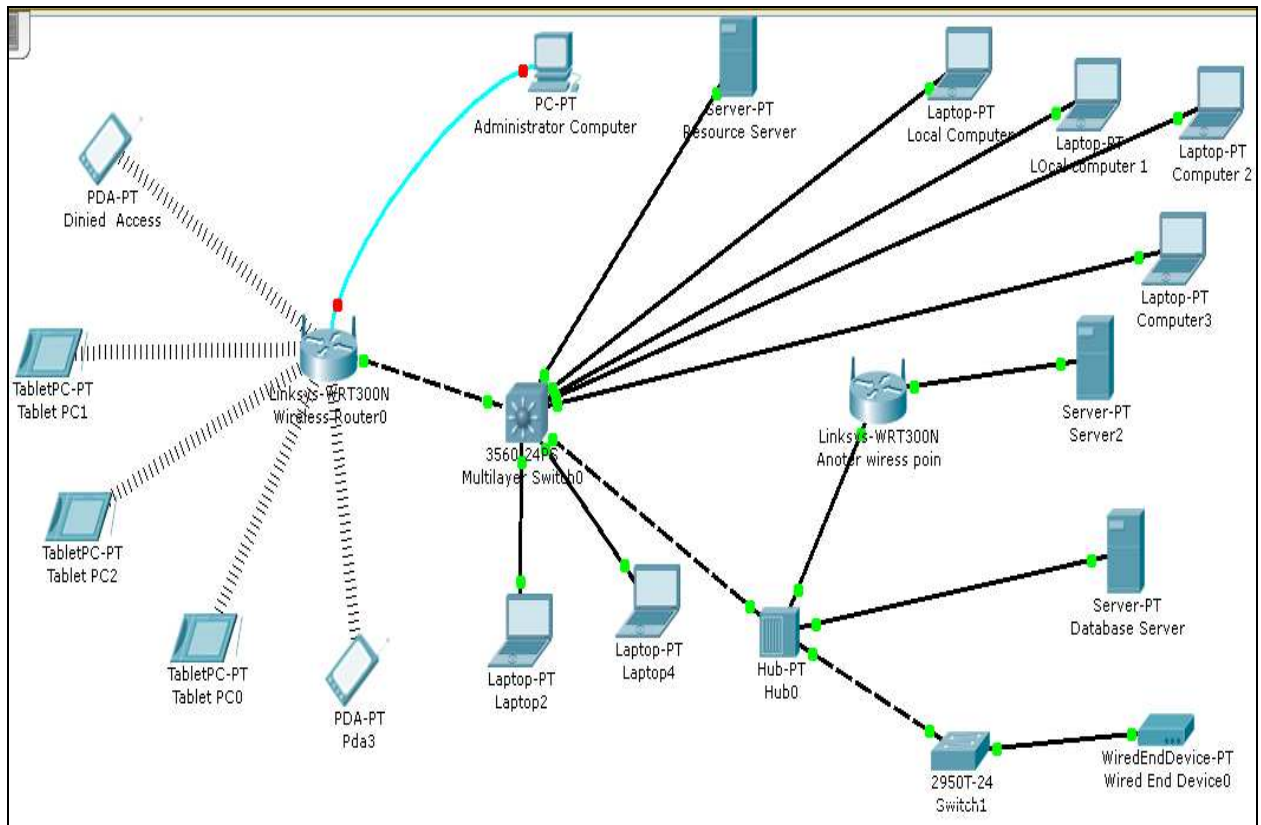 PC-PT
Administrator Computer
Server-PT
Resource Server
Laptop-PT
Local Computer
Laptop-PT
LOcal computer 1
Laptop-PT
Computer 2
PDA-PT
Dinied Access
Laptop-PT
Computer3
TabletPC-PT
Tablet PC1
Linksys-WRT300N
Wireless Router0
Server-PT
Server2
Linksys-WRT300N
Anoter wiress poin
3560-24PS
Multilayer Switch0
TabletPC-PT
Tablet PC2
Server-PT
Database Server
TabletPC-PT
Tablet PC0
Laptop-PT
Laptop2
Laptop-PT
Laptop4
Hub-PT
Hub0
PDA-PT
Pda3
2950T-24
Switch1
WiredEndDevice-PT
Wired End Device0